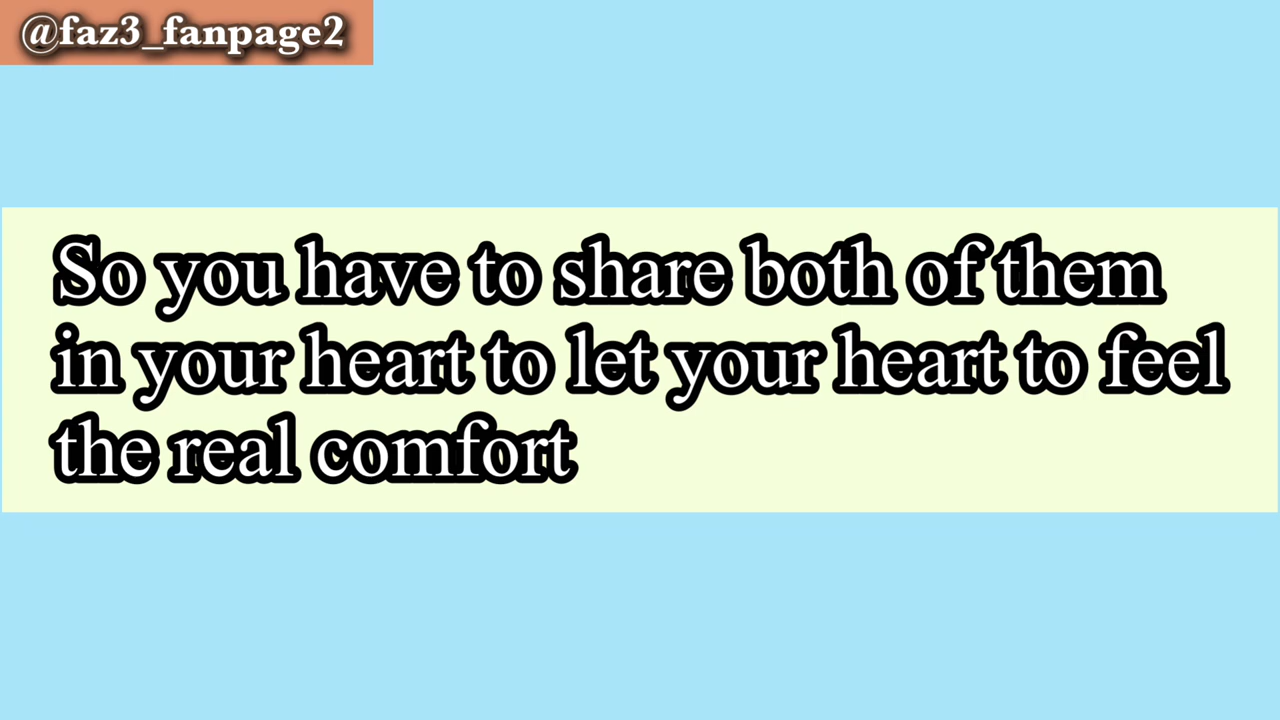 @faz3_fanpage2
So you have to share both of them
in your heart to let your heart to feel
the real comfort